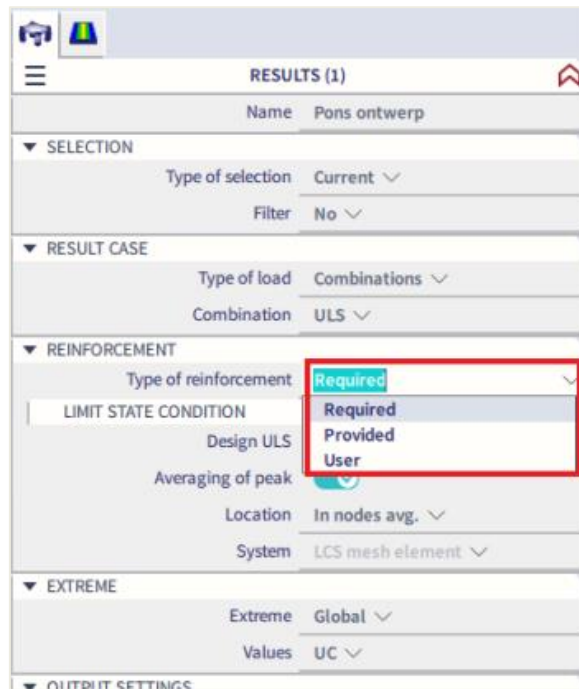 RESULTS (1)
Name Pons ontwerp
SELECTION
Type of selection Current
Filter No
RESULT CASE
Type of load Combinations
Combination ULS
REINFORCEMENT
Type of reinforcement Required
LIMIT STATE CONDITION Required
Design ULS Provided
User
Averaging of peak
Location In nodes avg.
System LCS mesh element
EXTREME
Extreme Global
Values UC
OUTPUT SETTINGS